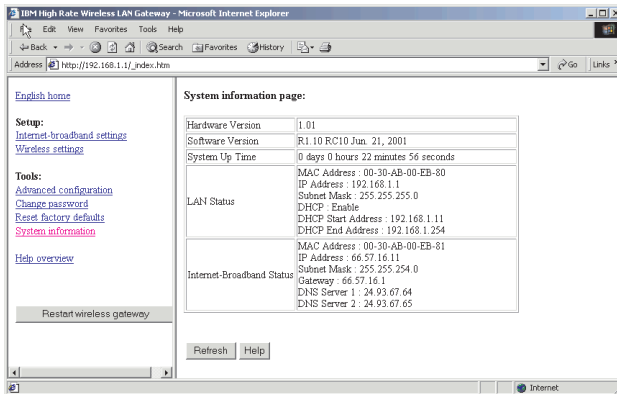 IBM High Rate Wireless LAN Gateway - Microsoft Internet Explorer
Edit View Favorites Tools Help
Back Search Favorites History
Address http://192.168.1.1/_index.htm Go Links
English home
Setup:
Internet-broadband settings
Wireless settings
Tools:
Advanced configuration
Change password
Reset factory defaults
System information
Help overview
Restart wireless gateway
System information page:
Hardware Version 1.01
Software Version R1.10 RC10 Jun. 21, 2001
System Up Time 0 days 0 hours 22 minutes 56 seconds
LAN Status
MAC Address : 00-30-AB-00-EB-80
IP Address : 192.168.1.1
Subnet Mask : 255.255.255.0
DHCP : Enable
DHCP Start Address : 192.168.1.11
DHCP End Address : 192.168.1.254
Internet-Broadband Status
MAC Address : 00-30-AB-00-EB-81
IP Address : 66.57.16.11
Subnet Mask : 255.255.254.0
Gateway : 66.57.16.1
DNS Server 1 : 24.93.67.64
DNS Server 2 : 24.93.67.65
Refresh Help
Internet